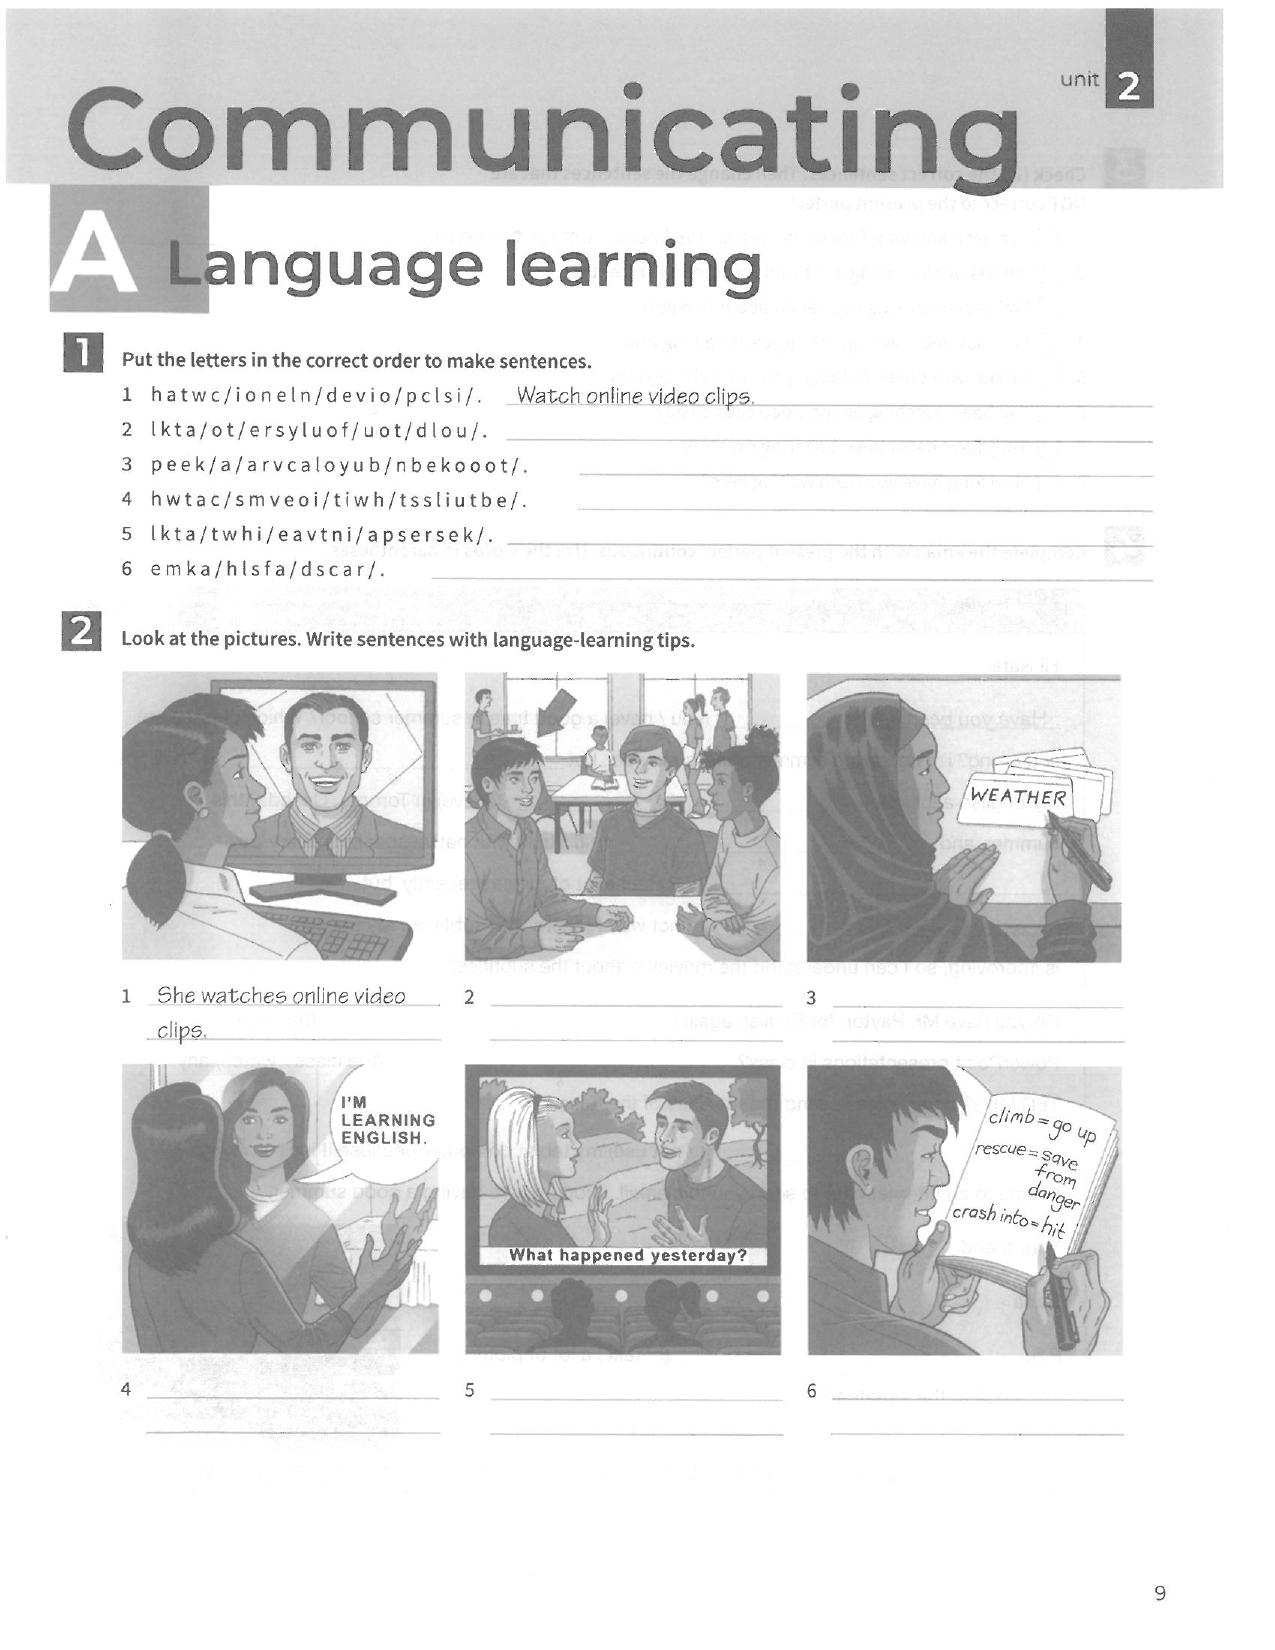 unit 2
Communicating
A Language learning
1 Put the letters in the correct order to make sentences.
1 hatwc/ioneln/devio/pclsi/. Watch online video clips.
2 lkta/ot/ersyluof/uot/dlou/.
3 peek/a/arvcaloyub/nbekooot/.
4 hwtac/smveoi/tiwh/tssliutbe/.
5 lkta/twhi/eavtni/apsersek/.
6 emka/hlsfa/dscar/.
2 Look at the pictures. Write sentences with language-learning tips.
WEATHER
1 She watches online video 2 3
clips.
I'M
LEARNING
ENGLISH.
What happened yesterday?
climb = go up
rescue = save
from
danger
crash into = hit
4 5 6
9